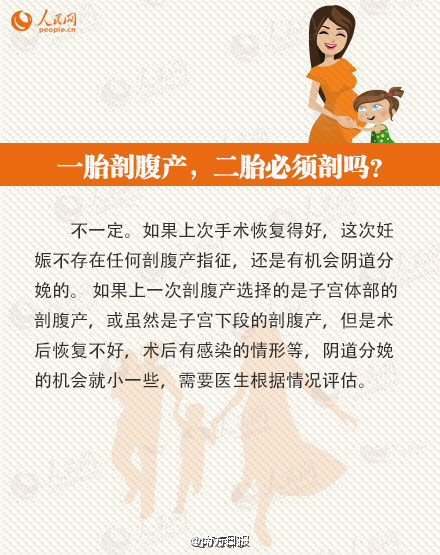 人民网
people.cn
一胎剖腹产，二胎必须剖吗？
不一定。如果上次手术恢复得好，这次妊
娠不存在任何剖腹产指征，还是有机会阴道分
娩的。 如果上一次剖腹产选择的是子宫体部的
剖腹产，或虽然是子宫下段的剖腹产，但是术
后恢复不好，术后有感染的情形等，阴道分娩
的机会就小一些，需要医生根据情况评估。
@南方日报